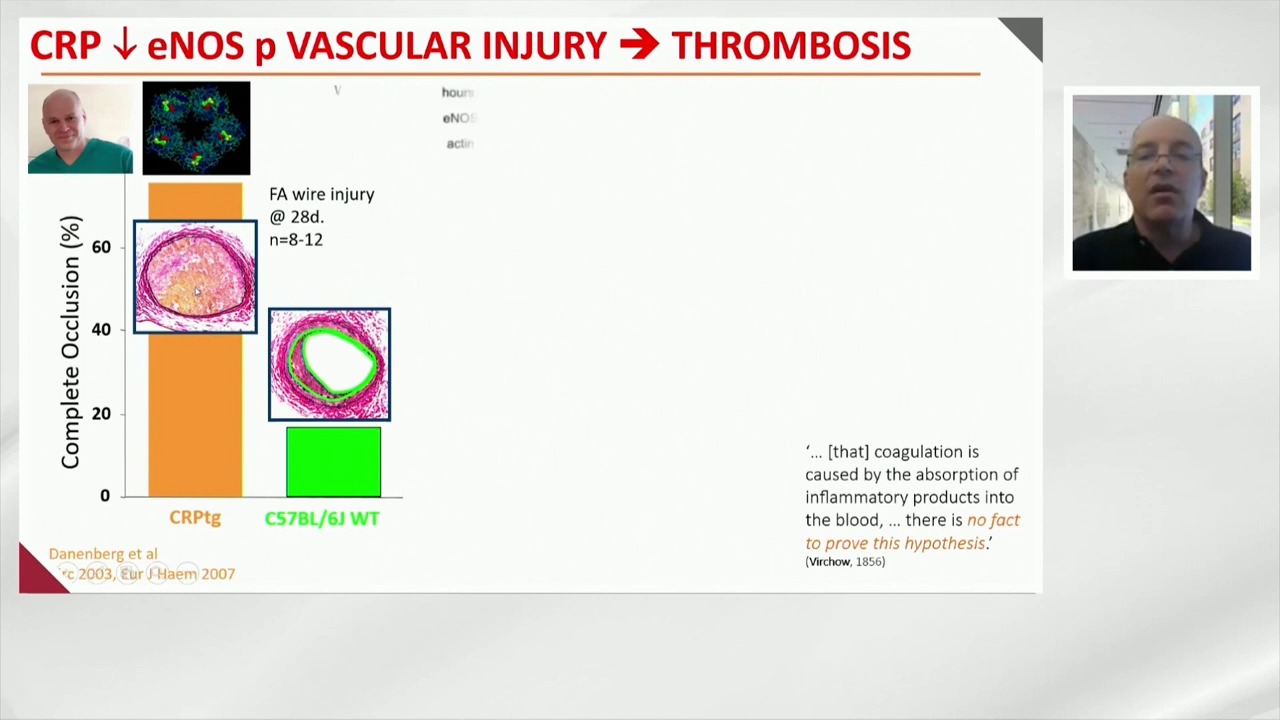 CRP ↓ eNOS p VASCULAR INJURY → THROMBOSIS
V
hours
eNOS
actin
FA wire injury
@ 28d.
n=8-12
Complete Occlusion (%)
60
40
20
0
CRPtg
C57BL/6J WT
Danenberg et al
2003, Eur J Haem 2007
‘... [that] coagulation is
caused by the absorption of
inflammatory products into
the blood, ... there is no fact
to prove this hypothesis.’
(Virchow, 1856)